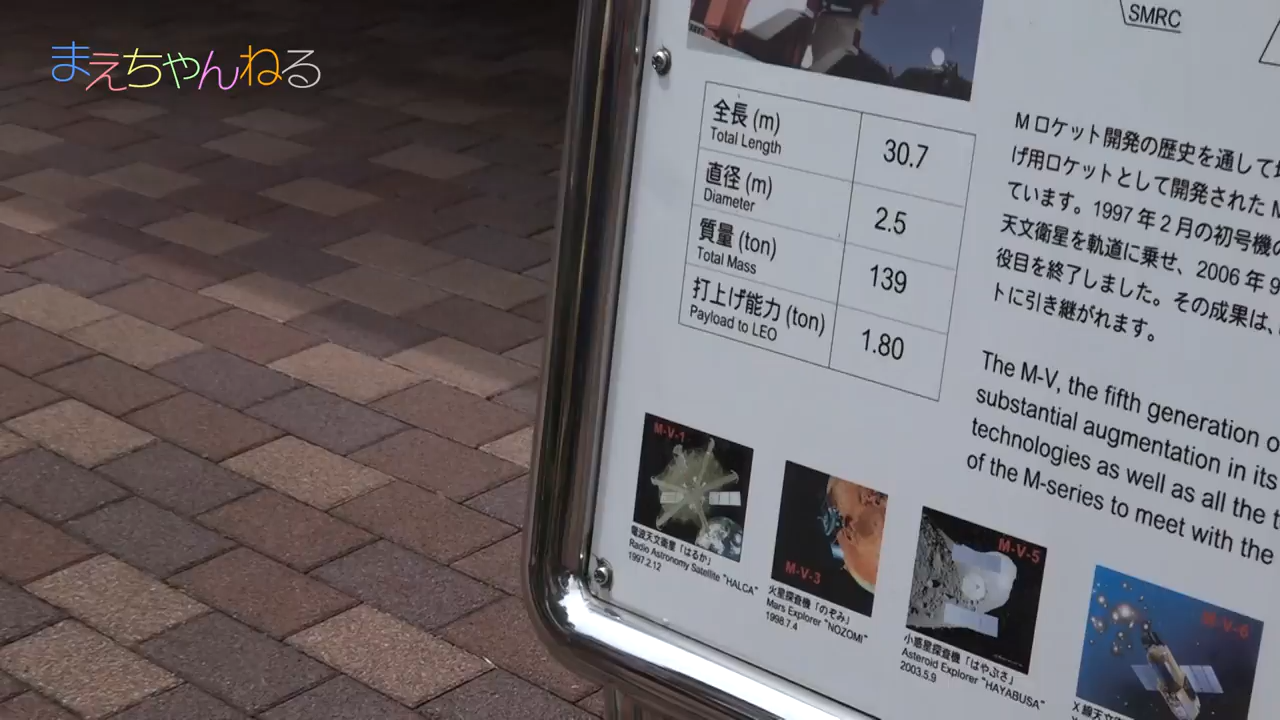 まえちゃんねる
SMRC
全長 (m)
Total Length
30.7
直径 (m)
Diameter
2.5
質量 (ton)
Total Mass
139
打上げ能力 (ton)
Payload to LEO
1.80
M ロケット開発の歴史を通して
げ用ロケットとして開発された
ています。1997 年 2 月の初号機の
天文衛星を軌道に乗せ、2006 年 9
役目を終了しました。その成果は、
トに引き継がれます。
The M-V, the fifth generation
substantial augmentation in its
technologies as well as all the
of the M-series to meet with the
M-V-1
電波天文衛星「はるか」
Radio Astronomy Satellite "HALCA"
1997.2.12
M-V-3
火星探査機「のぞみ」
Mars Explorer "NOZOMI"
1998.7.4
M-V-5
小惑星探査機「はやぶさ」
Asteroid Explorer "HAYABUSA"
2003.5.9
M-V-6
X 線天文